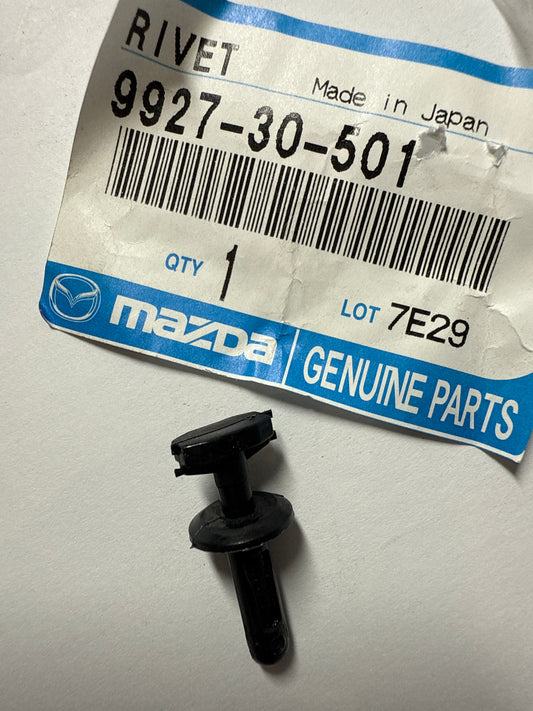 RIVET
Made in Japan
9927-30-501
QTY 1
LOT 7E29
mazda
GENUINE PARTS